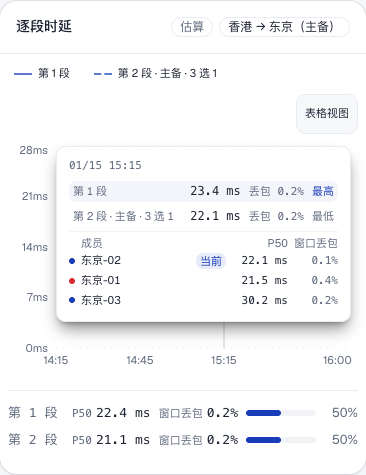 逐段时延 估算 香港 → 东京（主备）
第 1 段 第 2 段 · 主备 · 3 选 1
表格视图
28ms
21ms
14ms
7ms
0ms
01/15 15:15
第 1 段 23.4 ms 丢包 0.2% 最高
第 2 段 · 主备 · 3 选 1 22.1 ms 丢包 0.2% 最低
成员 P50 窗口丢包
东京-02 当前 22.1 ms 0.1%
东京-01 21.5 ms 0.4%
东京-03 30.2 ms 0.2%
14:15 14:45 15:15 16:00
第 1 段 P50 22.4 ms 窗口丢包 0.2% 50%
第 2 段 P50 21.1 ms 窗口丢包 0.2% 50%